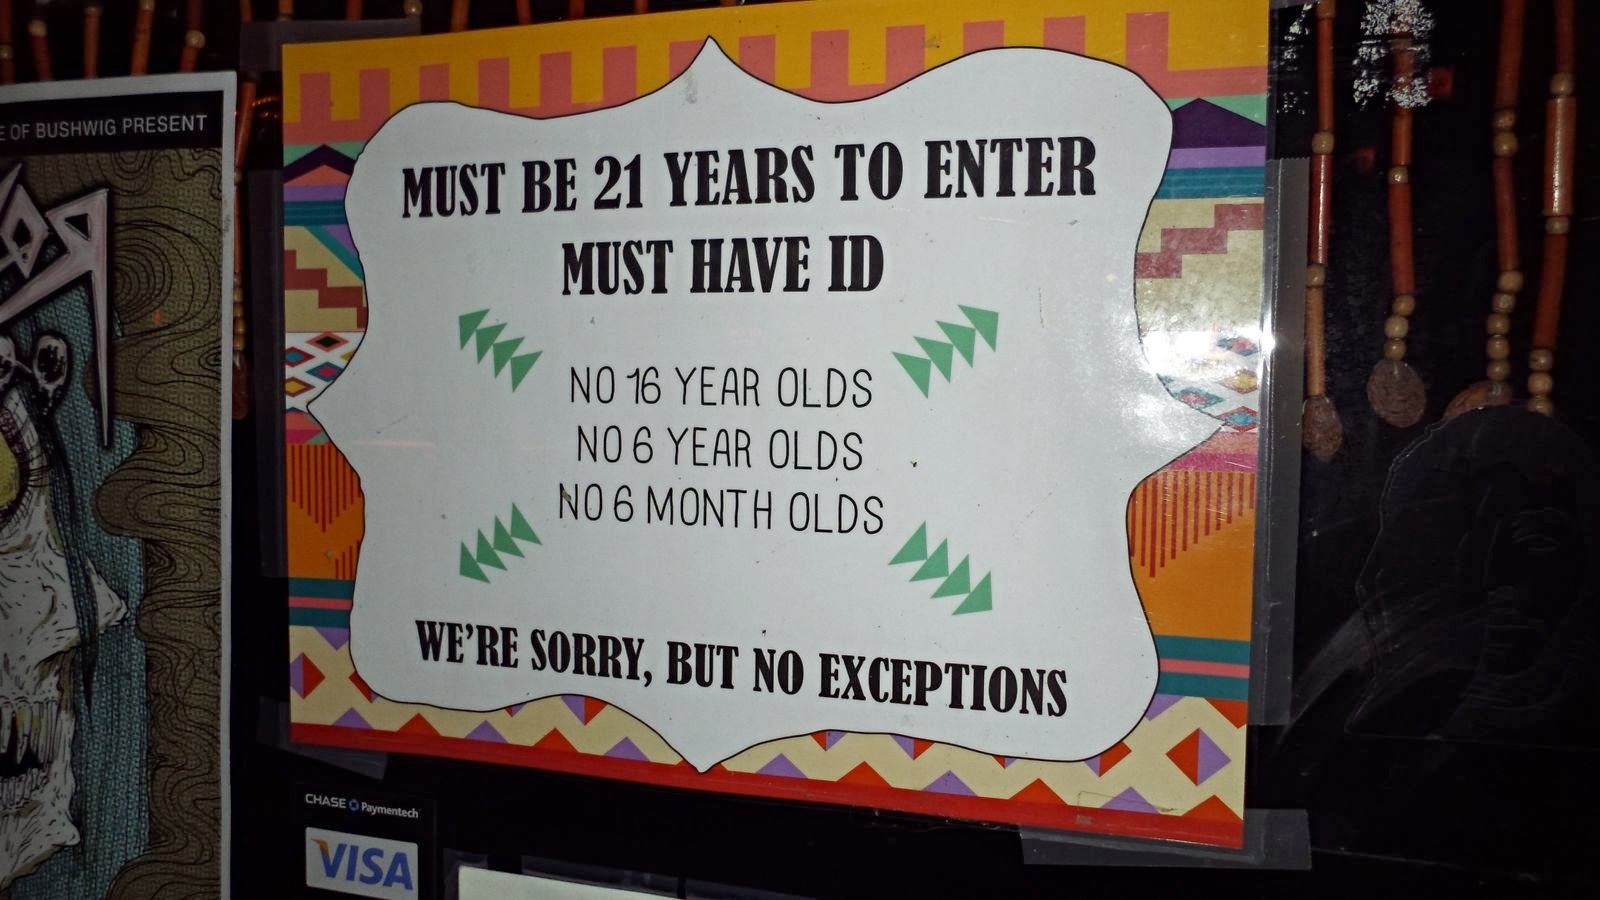 E OF BUSHWIG PRESENT
MUST BE 21 YEARS TO ENTER
MUST HAVE ID
NO 16 YEAR OLDS
NO 6 YEAR OLDS
NO 6 MONTH OLDS
WE'RE SORRY, BUT NO EXCEPTIONS
CHASE Paymentech
VISA